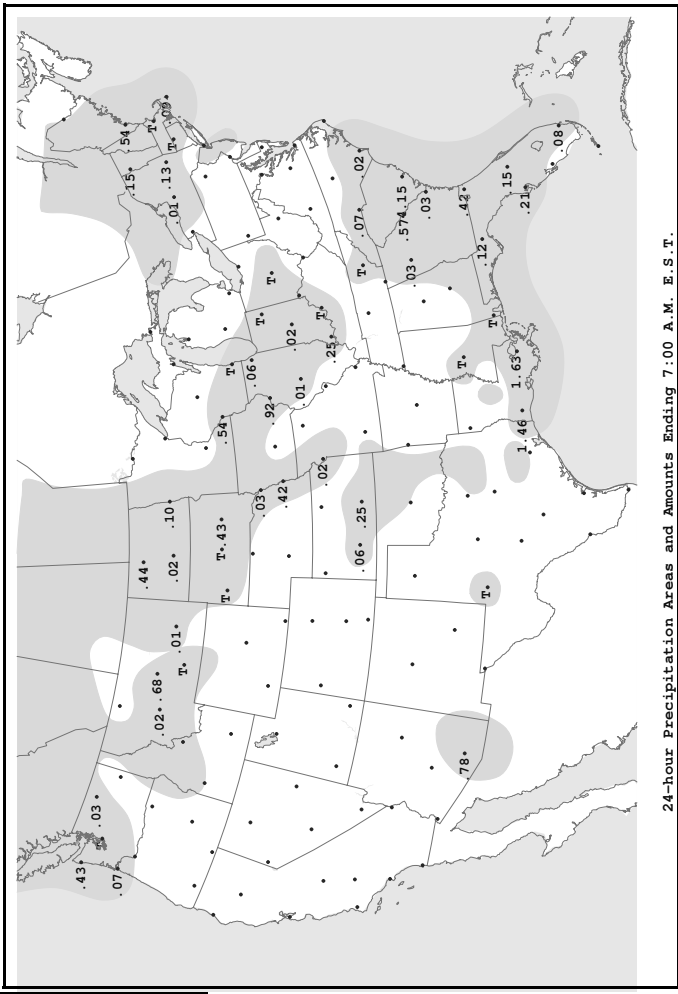 .43
.03
.07
.54
.15
.44
T
.02
.68
.09
.13
.10
.02
T
.01
.01
T
T .43
.54
T
T
.06
T
.03
.92
T
.42
.02
.01
T
.02
.25
.06
.25
.07
.02
T
.574 .15
.03
.03
.78
T
.42
.12
T
T
.15
1.63
1.46
.21
.08
24-hour Precipitation Areas and Amounts Ending 7:00 A.M. E.S.T.